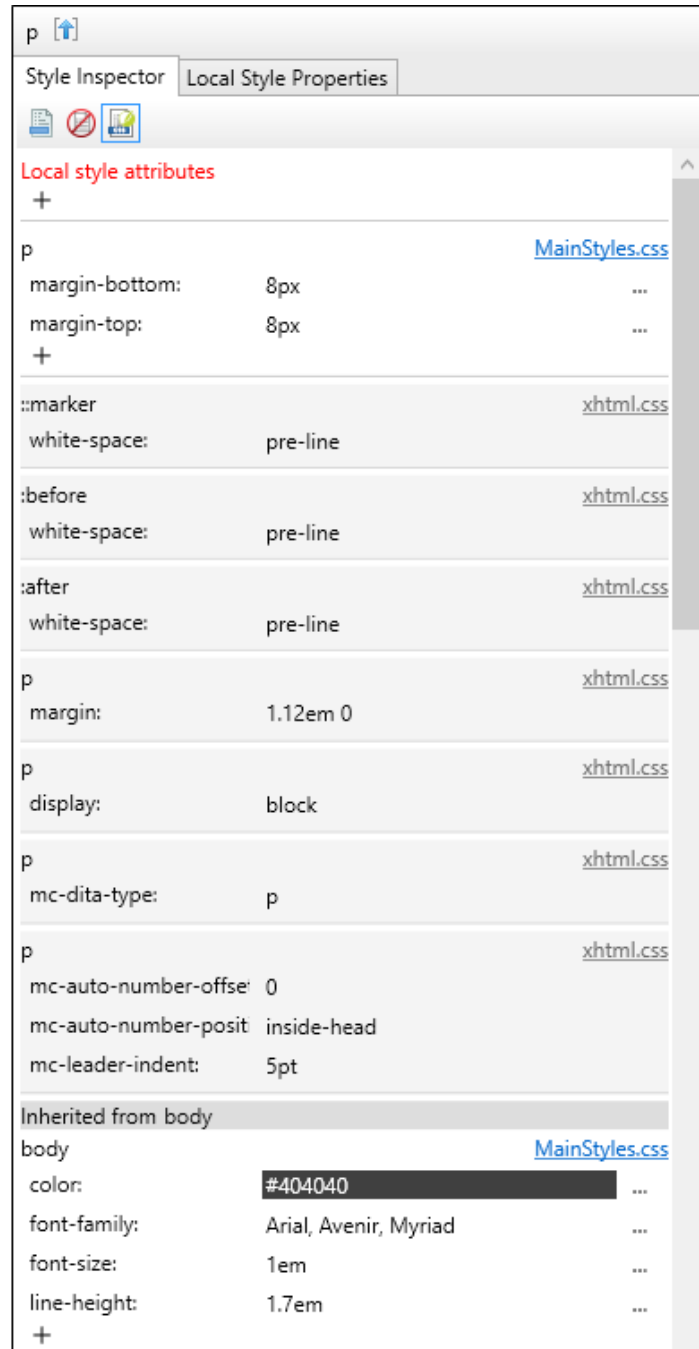 p
Style Inspector Local Style Properties
Local style attributes
+
p MainStyles.css
margin-bottom: 8px ...
margin-top: 8px ...
+
::marker xhtml.css
white-space: pre-line
:before xhtml.css
white-space: pre-line
:after xhtml.css
white-space: pre-line
p xhtml.css
margin: 1.12em 0
p xhtml.css
display: block
p xhtml.css
mc-dita-type: p
p xhtml.css
mc-auto-number-offset 0
mc-auto-number-positi inside-head
mc-leader-indent: 5pt
Inherited from body
body MainStyles.css
color: #404040 ...
font-family: Arial, Avenir, Myriad ...
font-size: 1em ...
line-height: 1.7em ...
+